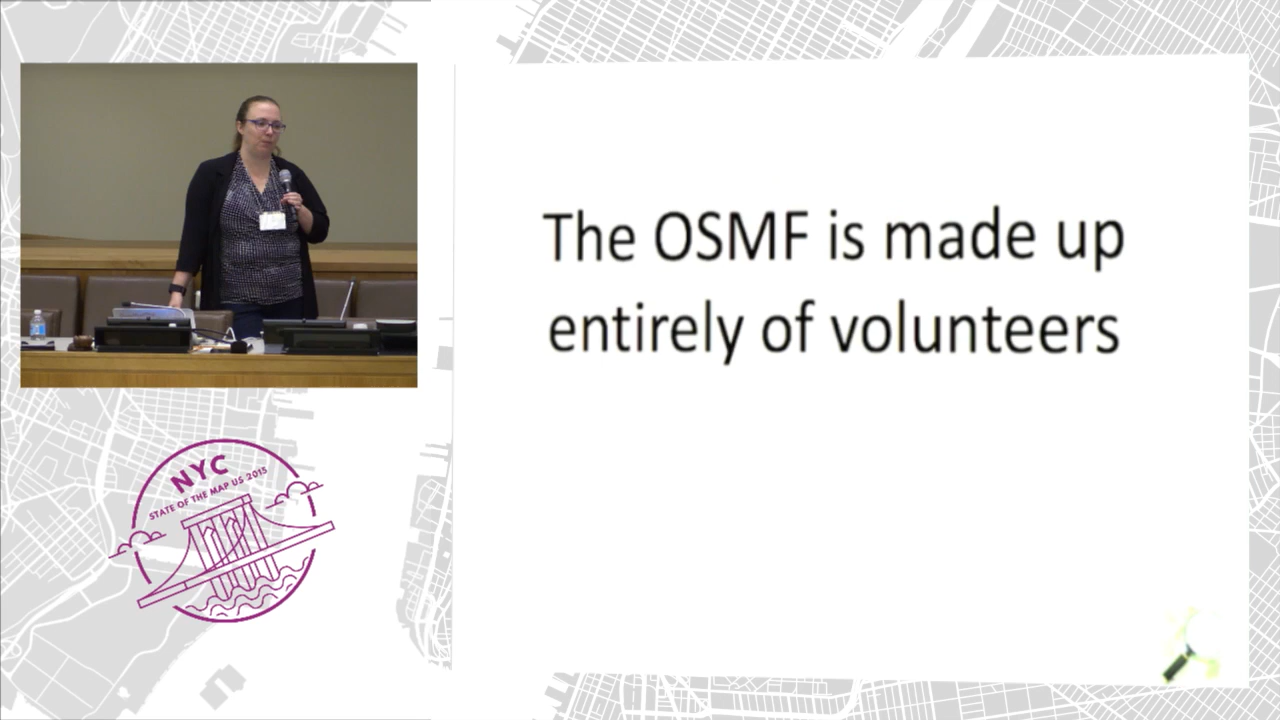 The OSMF is made up
entirely of volunteers
NYC
STATE OF THE MAP US 2015